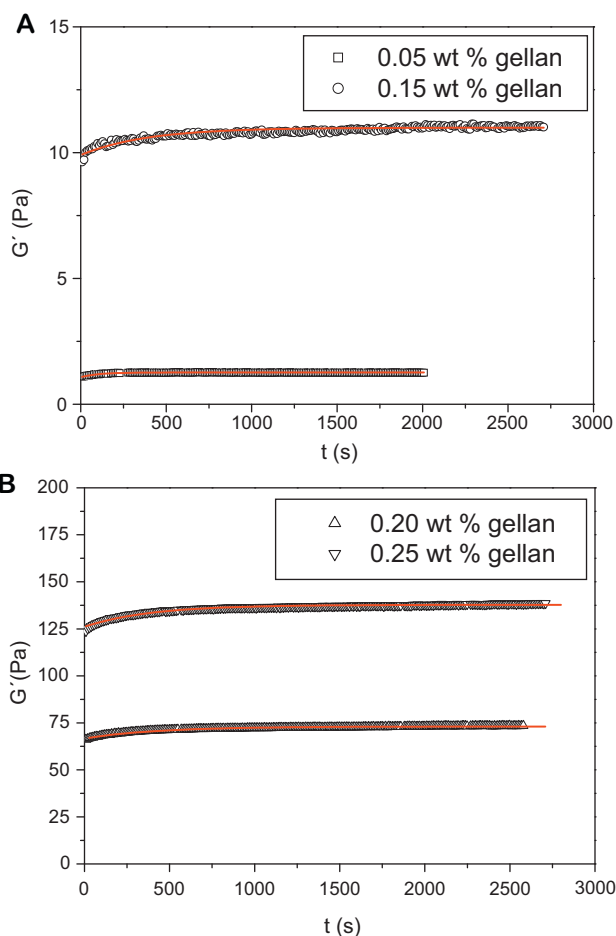 A
15
10
5
0
G´ (Pa)
□ 0.05 wt % gellan
○ 0.15 wt % gellan
0 500 1000 1500 2000 2500 3000
t (s)
B
200
175
150
125
100
75
50
25
0
G´(Pa)
△ 0.20 wt % gellan
▽ 0.25 wt % gellan
0 500 1000 1500 2000 2500 3000
t (s)